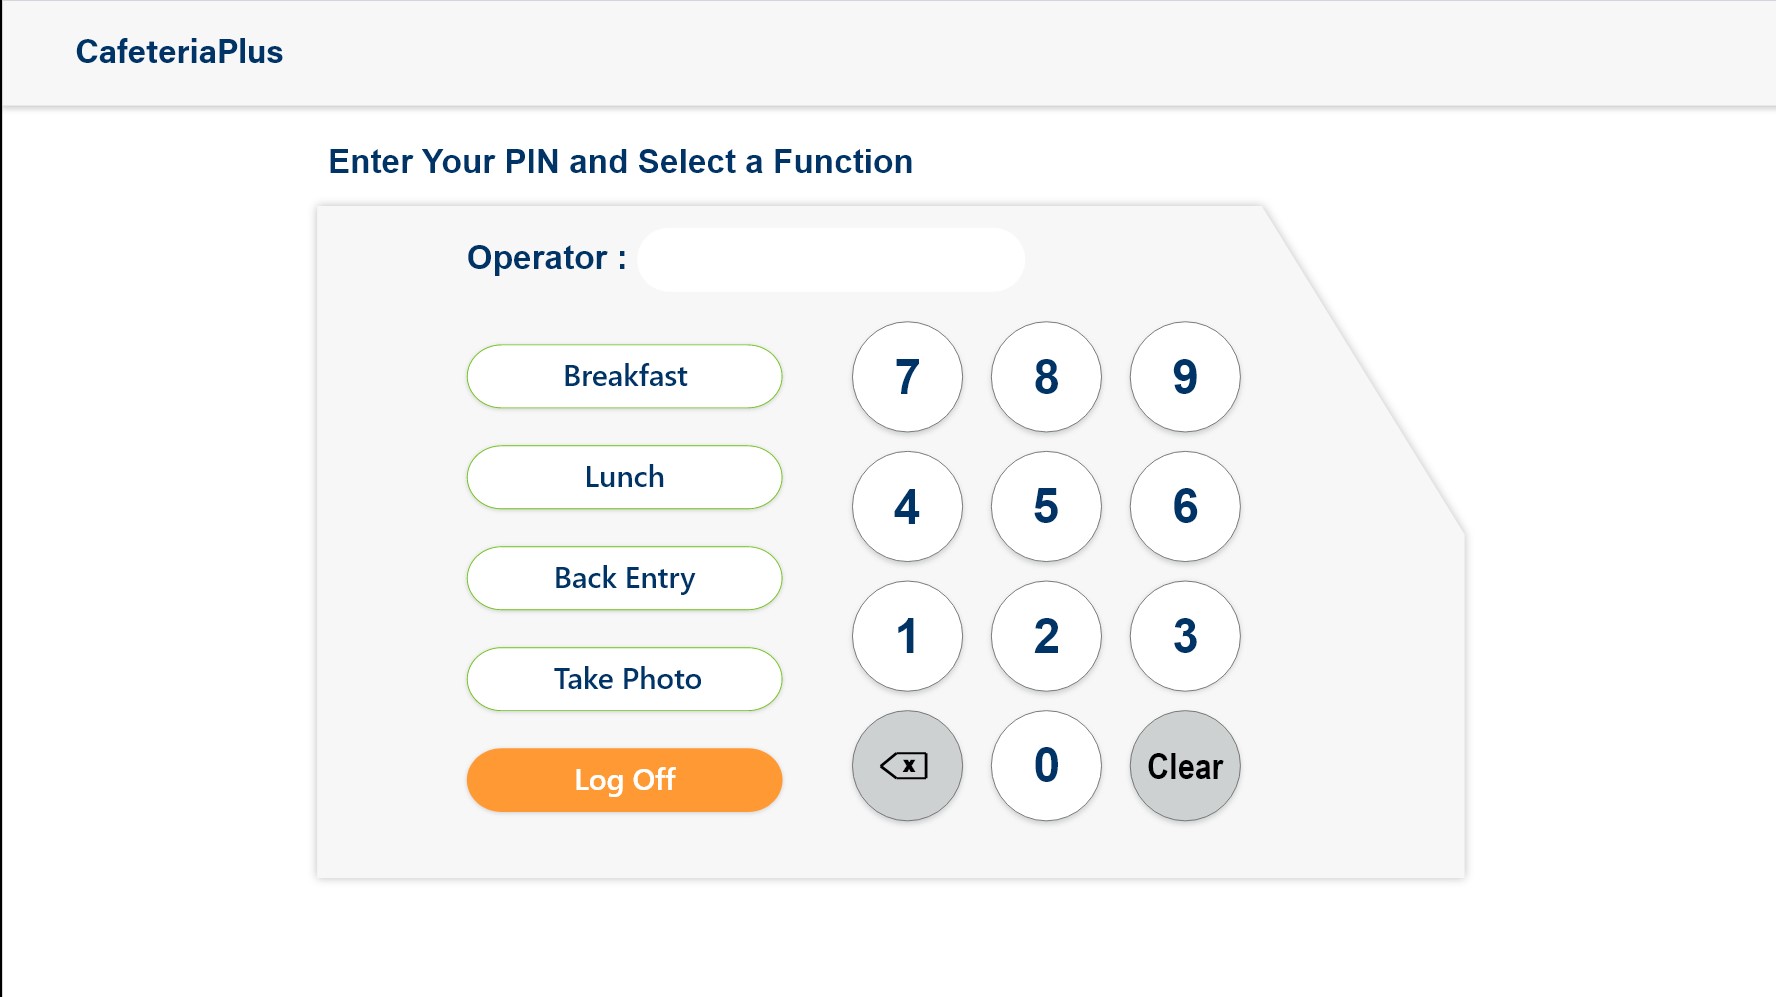 CafeteriaPlus
Enter Your PIN and Select a Function
Operator :
Breakfast
Lunch
Back Entry
Take Photo
Log Off
7 8 9
4 5 6
1 2 3
x 0 Clear